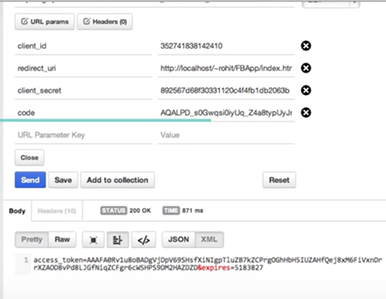 URL params Headers (0)
client_id 352741838142410
redirect_uri http://localhost/~rohit/FBApp/index.htr
client_secret 892567d68f30331120c4f4fb1db2063b
code AQALPD_s0Gwqsi0iyUq_Z4a8typUyJr
URL Parameter Key Value
Close
Send Save Add to collection Reset
Body Headers (10) STATUS 200 OK TIME 871 ms
Pretty Raw JSON XML
1 access_token=
&expires=5183827